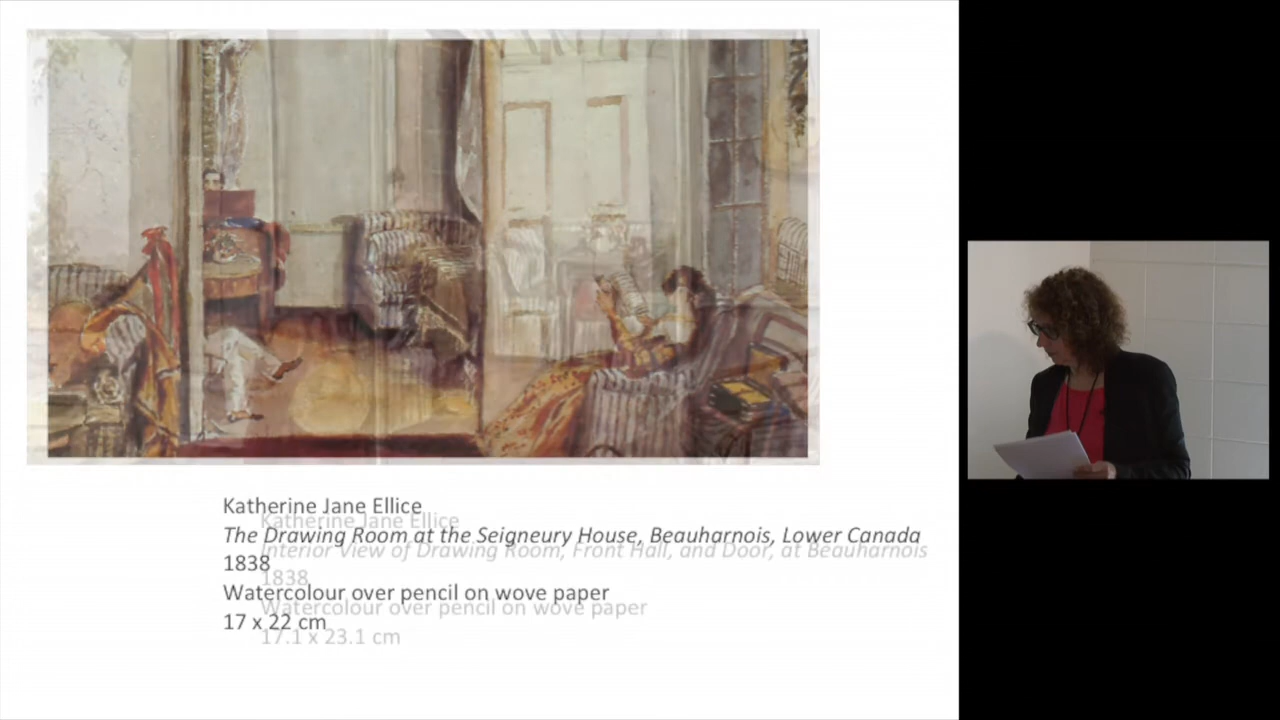 Katherine Jane Ellice
The Drawing Room at the Seigneury House, Beauharnois, Lower Canada
1838
Watercolour over pencil on wove paper
17 x 22 cm
Katherine Jane Ellice
Interior View of Drawing Room, Front Hall, and Door, at Beauharnois
1838
Watercolour over pencil on wove paper
17.1 x 23.1 cm